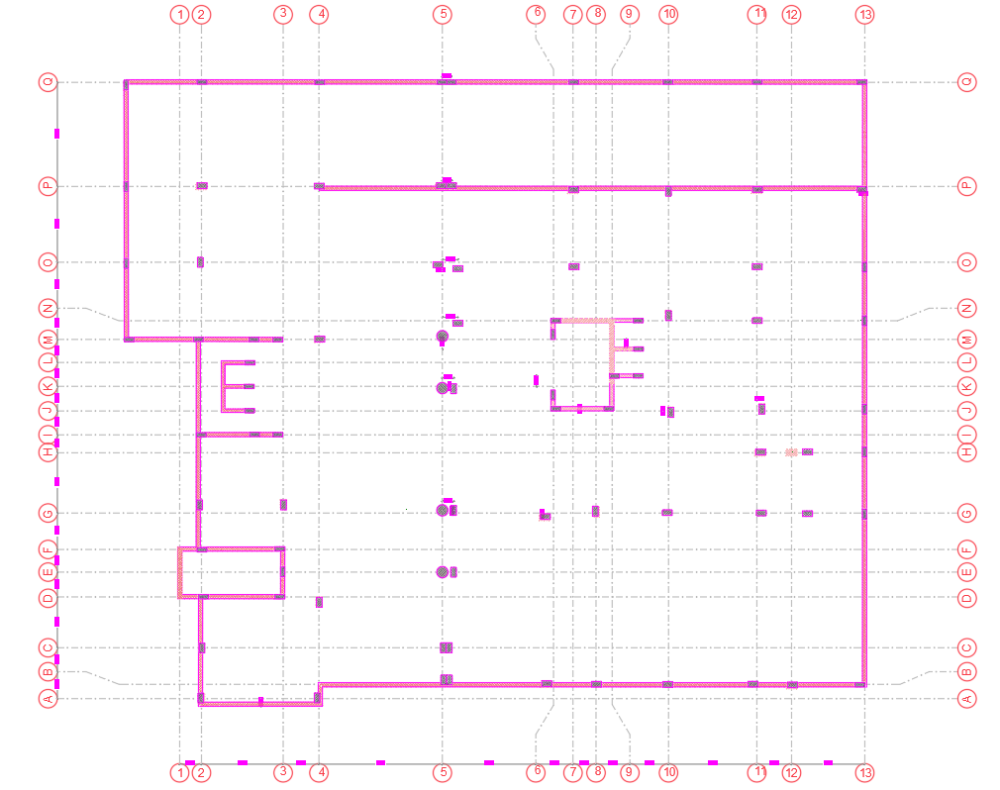 1 2 3 4 5 6 7 8 9 10 11 12 13
Q Q
P P
O O
N N
M M
L L
K K
J J
I I
H H
G G
F F
E E
D D
C C
B B
A A
1 2 3 4 5 6 7 8 9 10 11 12 13